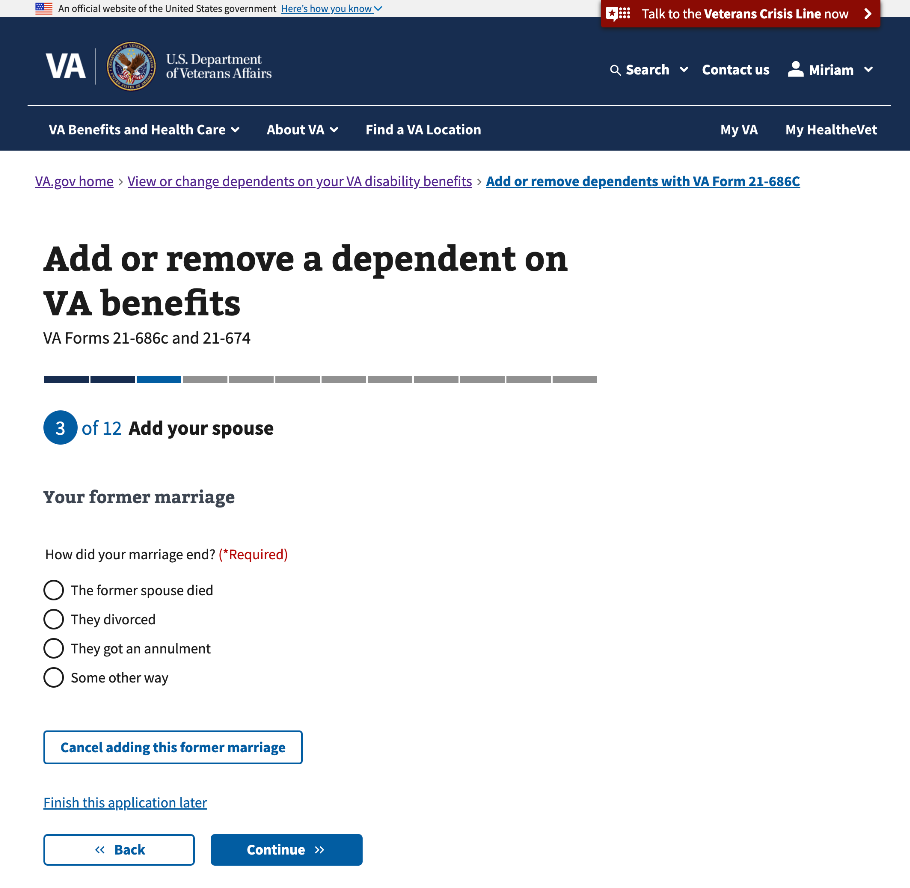 An official website of the United States government Here's how you know
Talk to the Veterans Crisis Line now
VA
U.S. Department
of Veterans Affairs
Search
Contact us
Miriam
VA Benefits and Health Care
About VA
Find a VA Location
My VA
My HealtheVet
VA.gov home › View or change dependents on your VA disability benefits › Add or remove dependents with VA Form 21-686C
Add or remove a dependent on
VA benefits
VA Forms 21-686c and 21-674
3 of 12 Add your spouse
Your former marriage
How did your marriage end? (*Required)
The former spouse died
They divorced
They got an annulment
Some other way
Cancel adding this former marriage
Finish this application later
« Back
Continue »